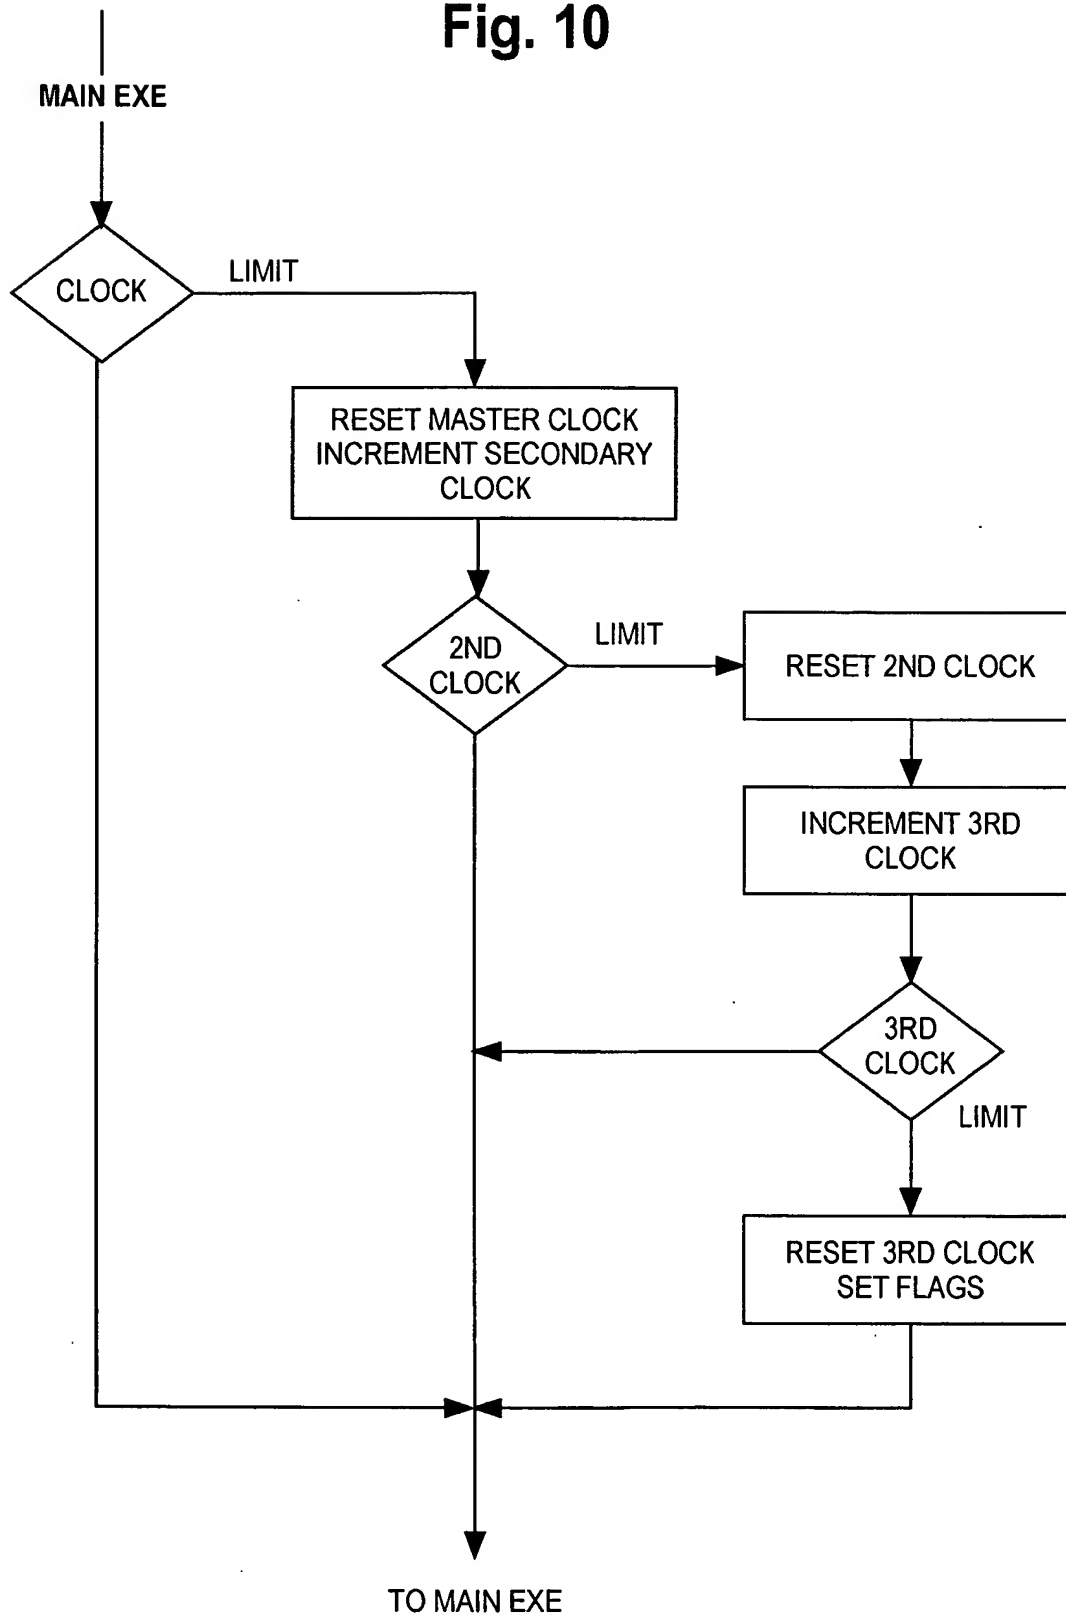 Fig. 10
MAIN EXE
CLOCK
LIMIT
RESET MASTER CLOCK
INCREMENT SECONDARY
CLOCK
2ND
CLOCK
LIMIT
RESET 2ND CLOCK
INCREMENT 3RD
CLOCK
3RD
CLOCK
LIMIT
RESET 3RD CLOCK
SET FLAGS
TO MAIN EXE